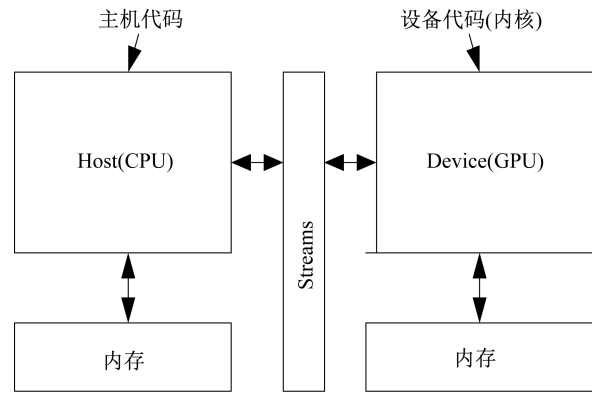 主机代码
设备代码(内核)
Host(CPU)
Device(GPU)
Streams
内存
内存